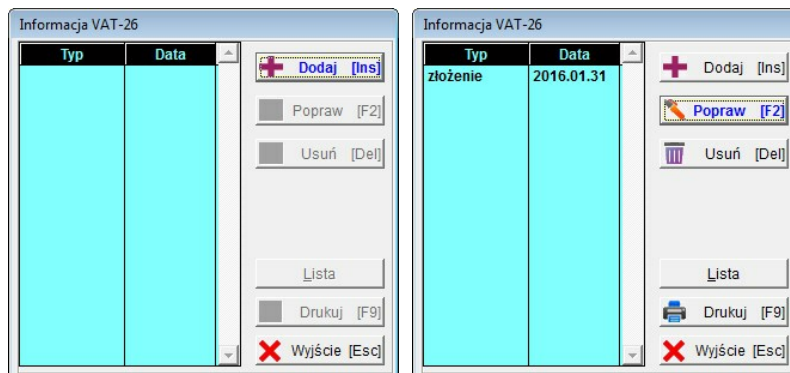 Informacja VAT-26
Typ Data
Dodaj [Ins]
Popraw [F2]
Usuń [Del]
Lista
Drukuj [F9]
Wyjście [Esc]
Informacja VAT-26
Typ Data
złożenie 2016.01.31
Dodaj [Ins]
Popraw [F2]
Usuń [Del]
Lista
Drukuj [F9]
Wyjście [Esc]